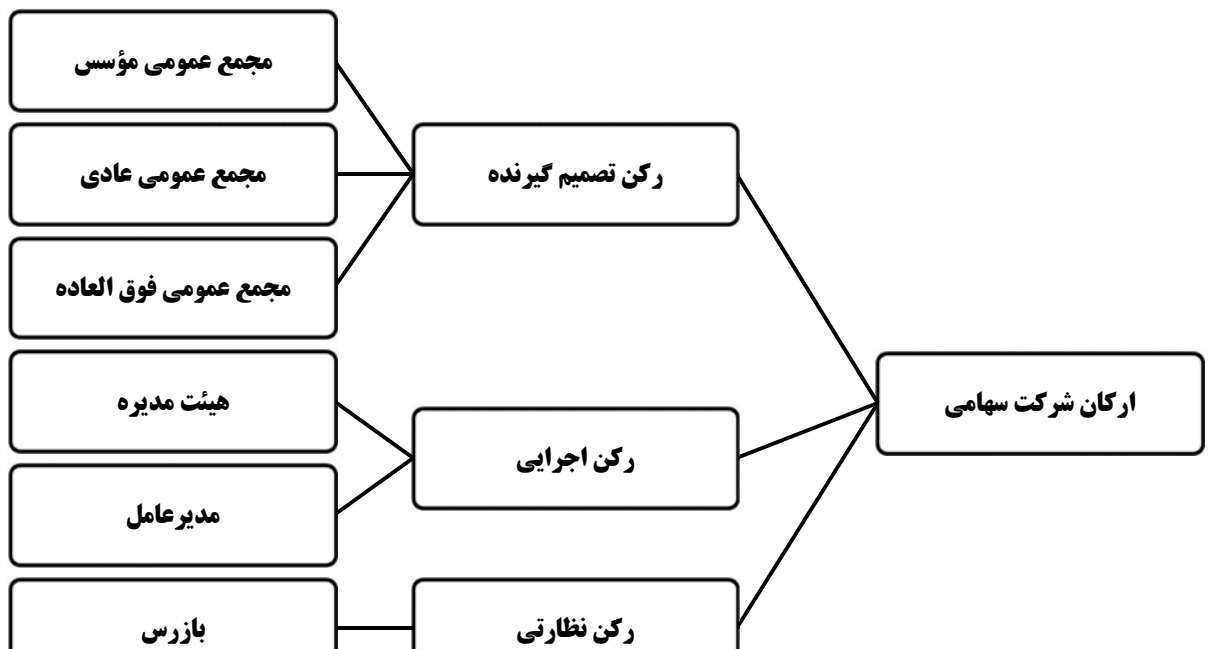 ارکان شرکت سهامی
رکن تصمیم گیرنده
مجمع عمومی مؤسس
مجمع عمومی عادی
مجمع عمومی فوق العاده
رکن اجرایی
هیئت مدیره
مدیرعامل
رکن نظارتی
بازرس